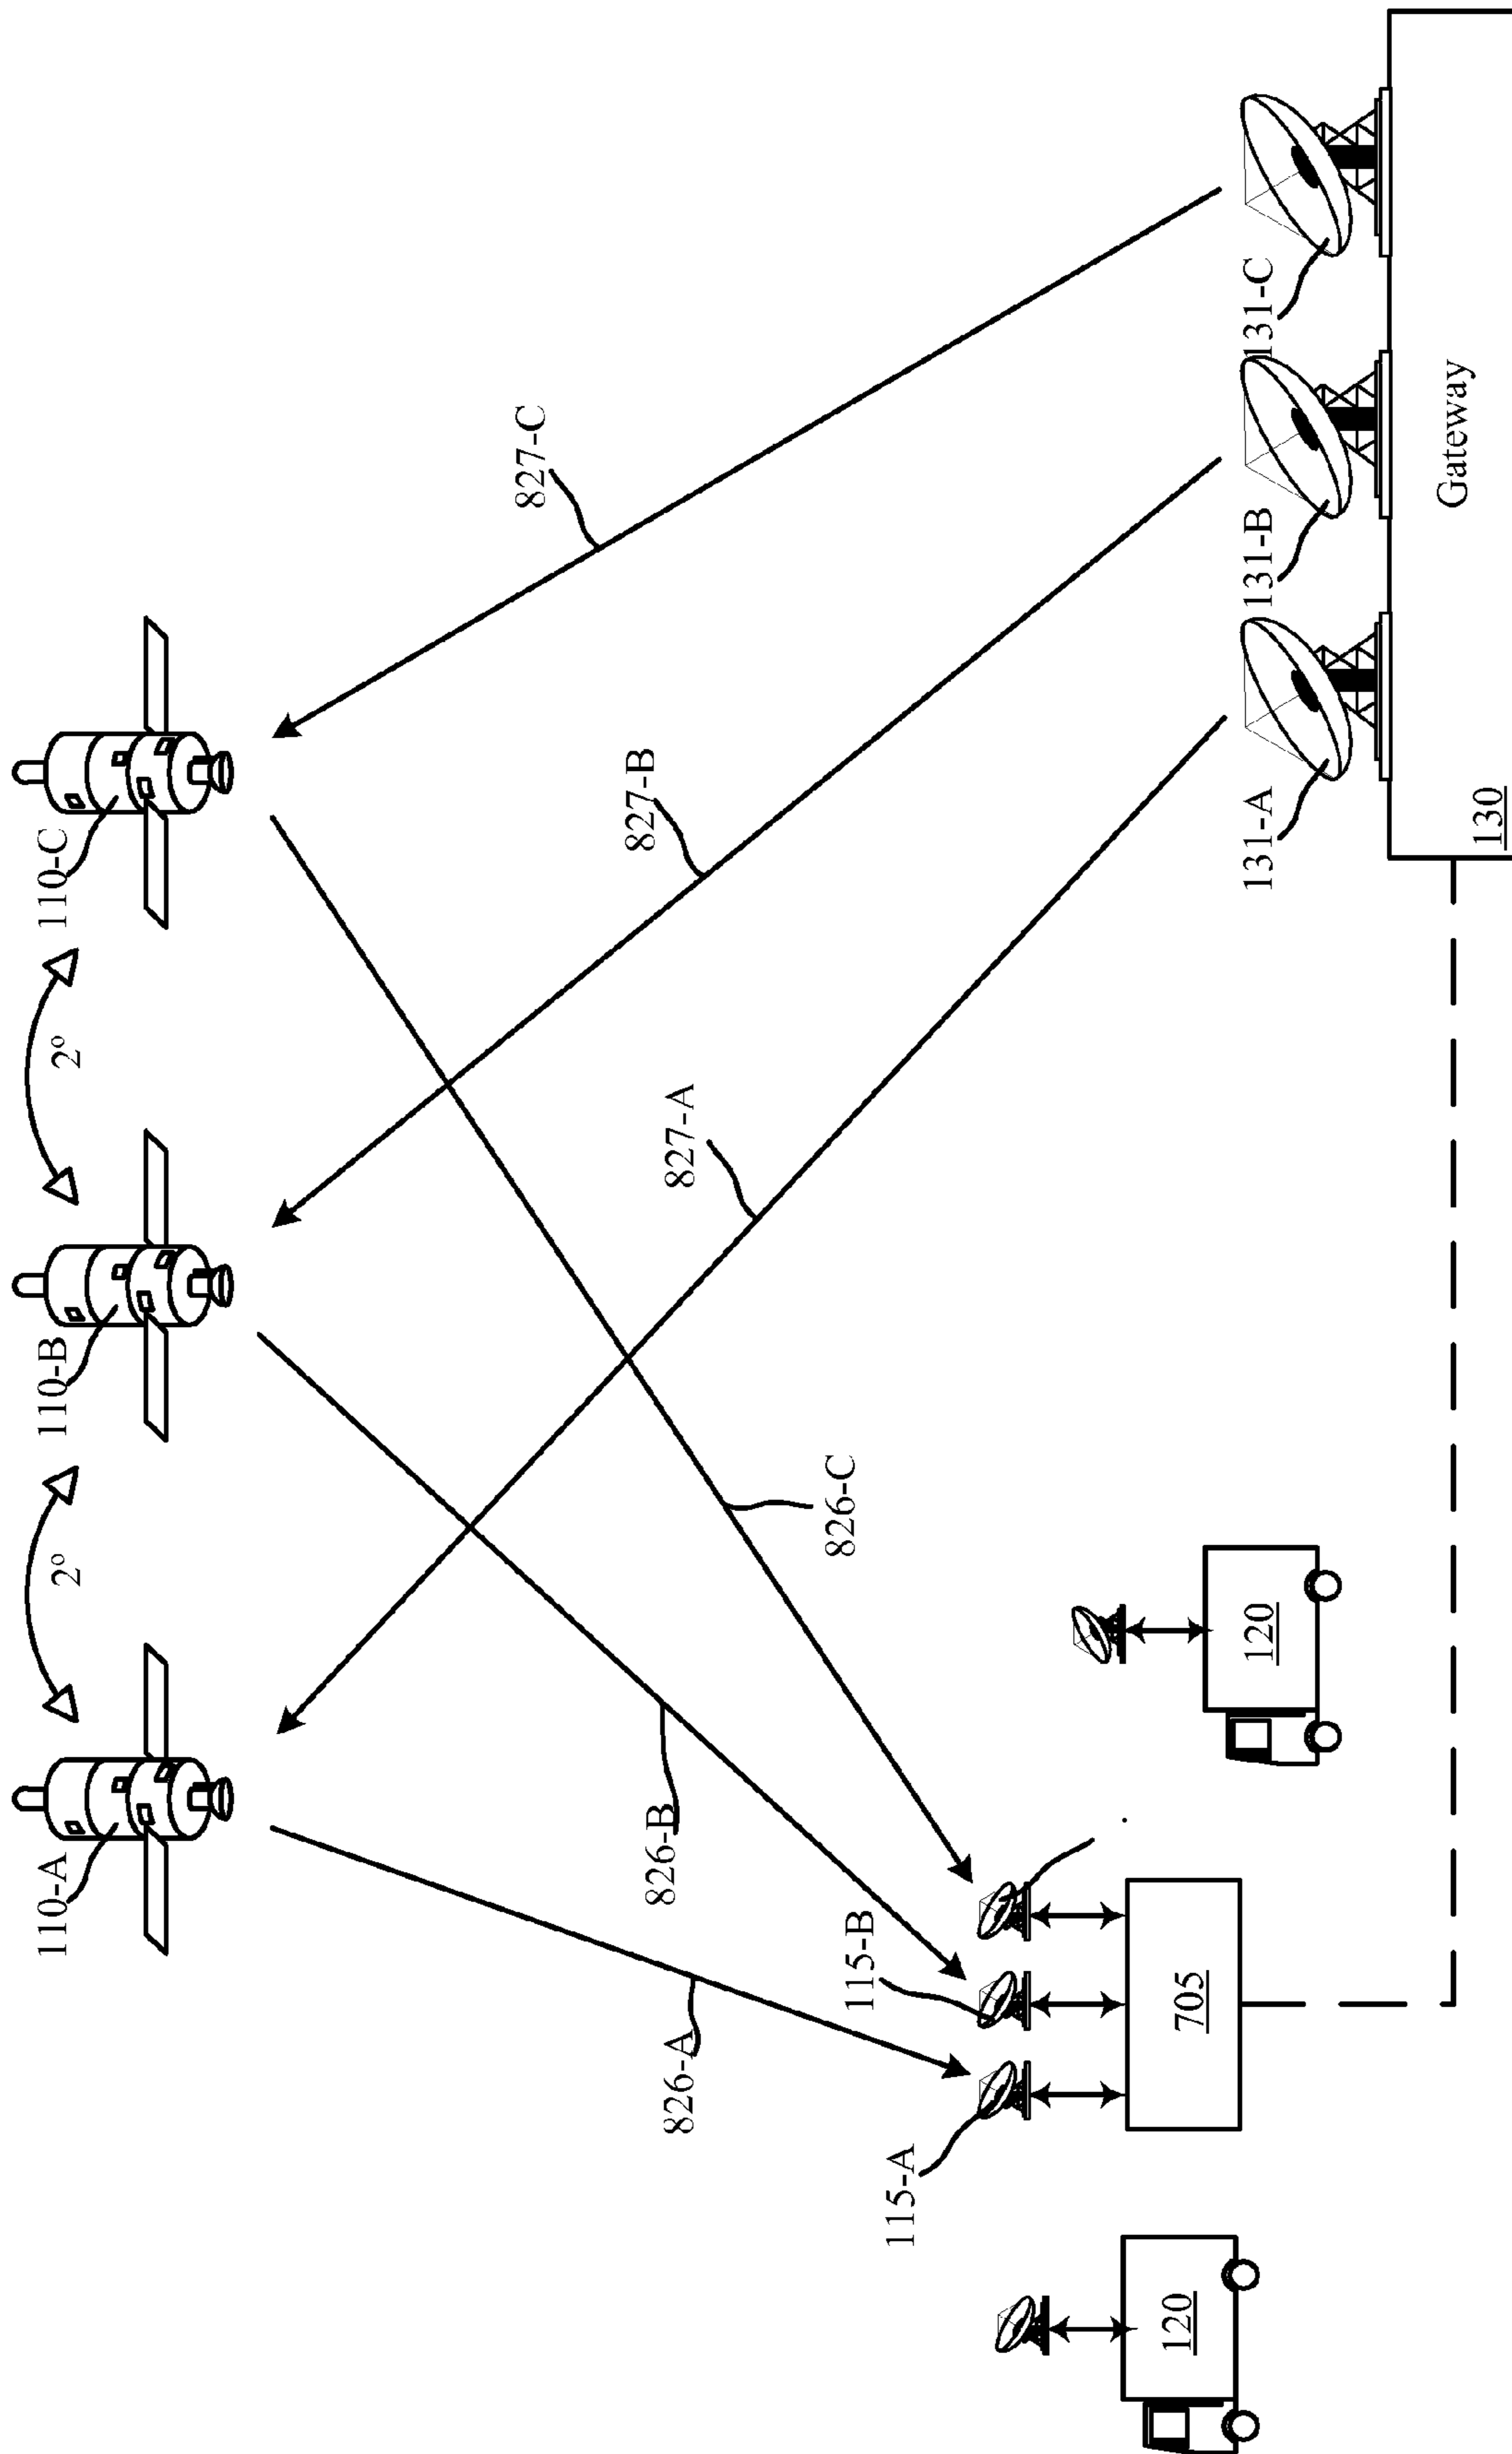 110-A
2º
110-B
2º
110-C
827-C
827-B
827-A
826-C
826-B
826-A
115-B
115-A
120
705
120
131-A
131-B
131-C
Gateway
130